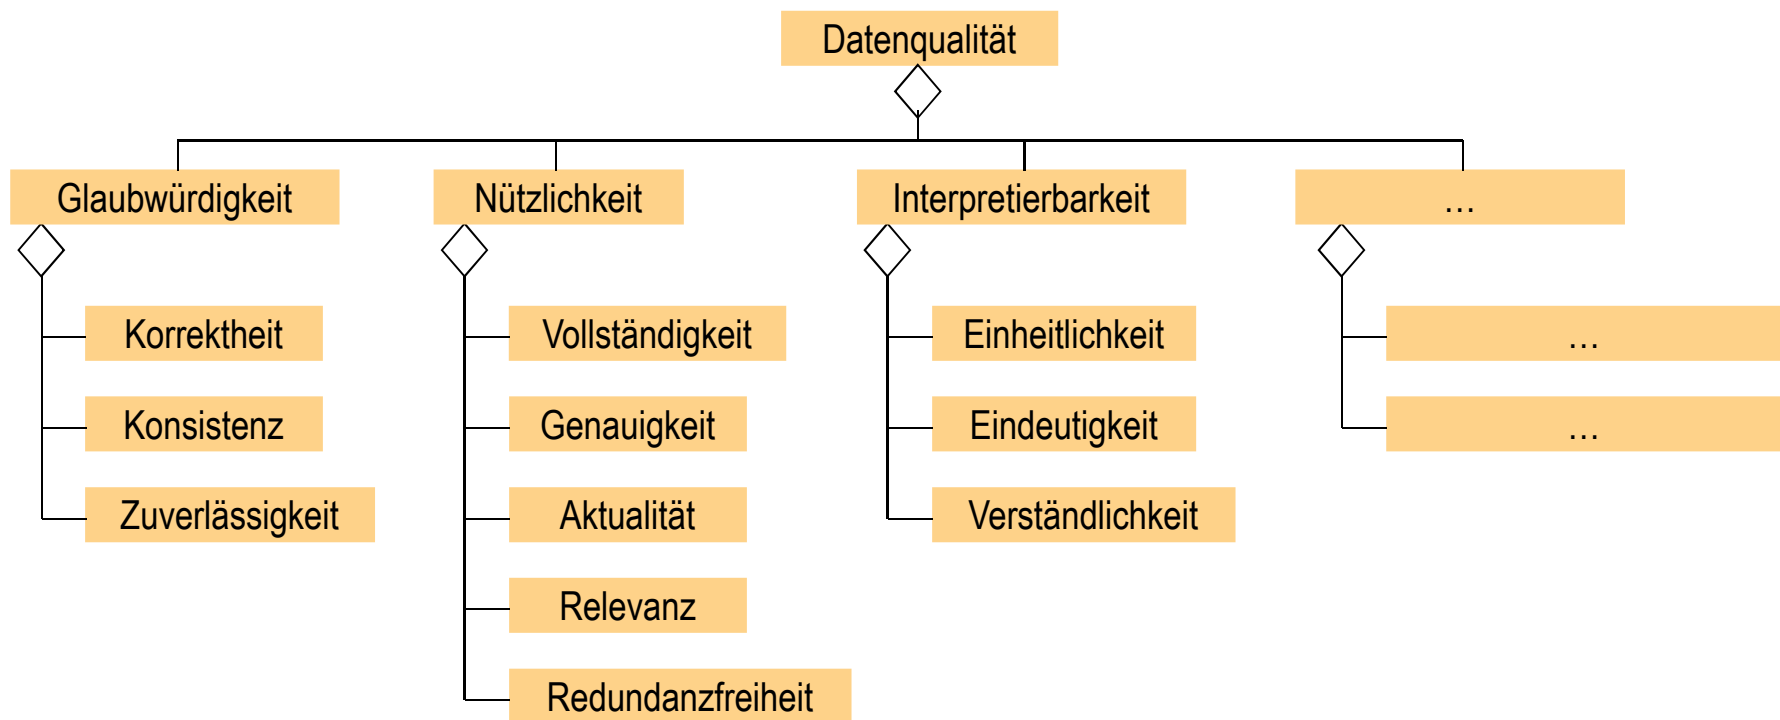 Datenqualität
Glaubwürdigkeit
Nützlichkeit
Interpretierbarkeit
…
Korrektheit
Vollständigkeit
Einheitlichkeit
…
Konsistenz
Genauigkeit
Eindeutigkeit
…
Zuverlässigkeit
Aktualität
Verständlichkeit
Relevanz
Redundanzfreiheit